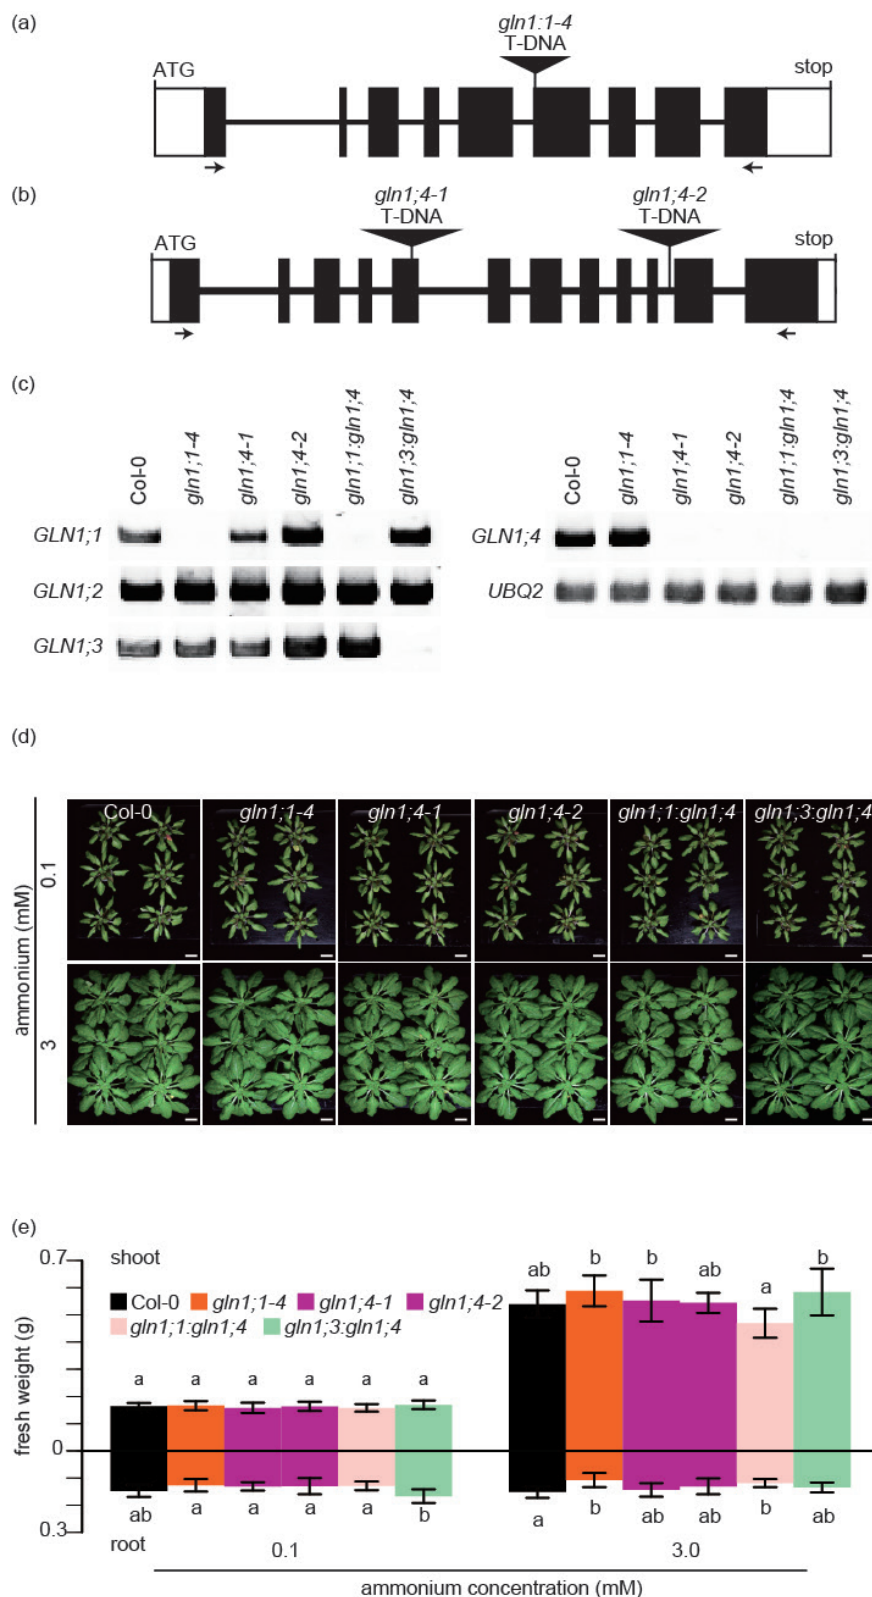 (a)
gln1:1-4
T-DNA
ATG
stop
(b)
gln1;4-1
T-DNA
gln1;4-2
T-DNA
ATG
stop
(c)
Col-0
gln1;1-4
gln1;4-1
gln1;4-2
gln1;1:gln1;4
gln1;3:gln1;4
Col-0
gln1;1-4
gln1;4-1
gln1;4-2
gln1;1:gln1;4
gln1;3:gln1;4
GLN1;1
GLN1;4
GLN1;2
UBQ2
GLN1;3
(d)
Col-0 gln1;1-4 gln1;4-1 gln1;4-2 gln1;1:gln1;4 gln1;3:gln1;4
ammonium (mM)
0.1
3
(e)
0.7
shoot
ab b b ab a b
Col-0 gln1;1-4 gln1;4-1 gln1;4-2
gln1;1:gln1;4 gln1;3:gln1;4
fresh weight (g)
a a a a a a
0
ab a a a a b
a b ab ab b ab
0.3
root
0.1 3.0
ammonium concentration (mM)